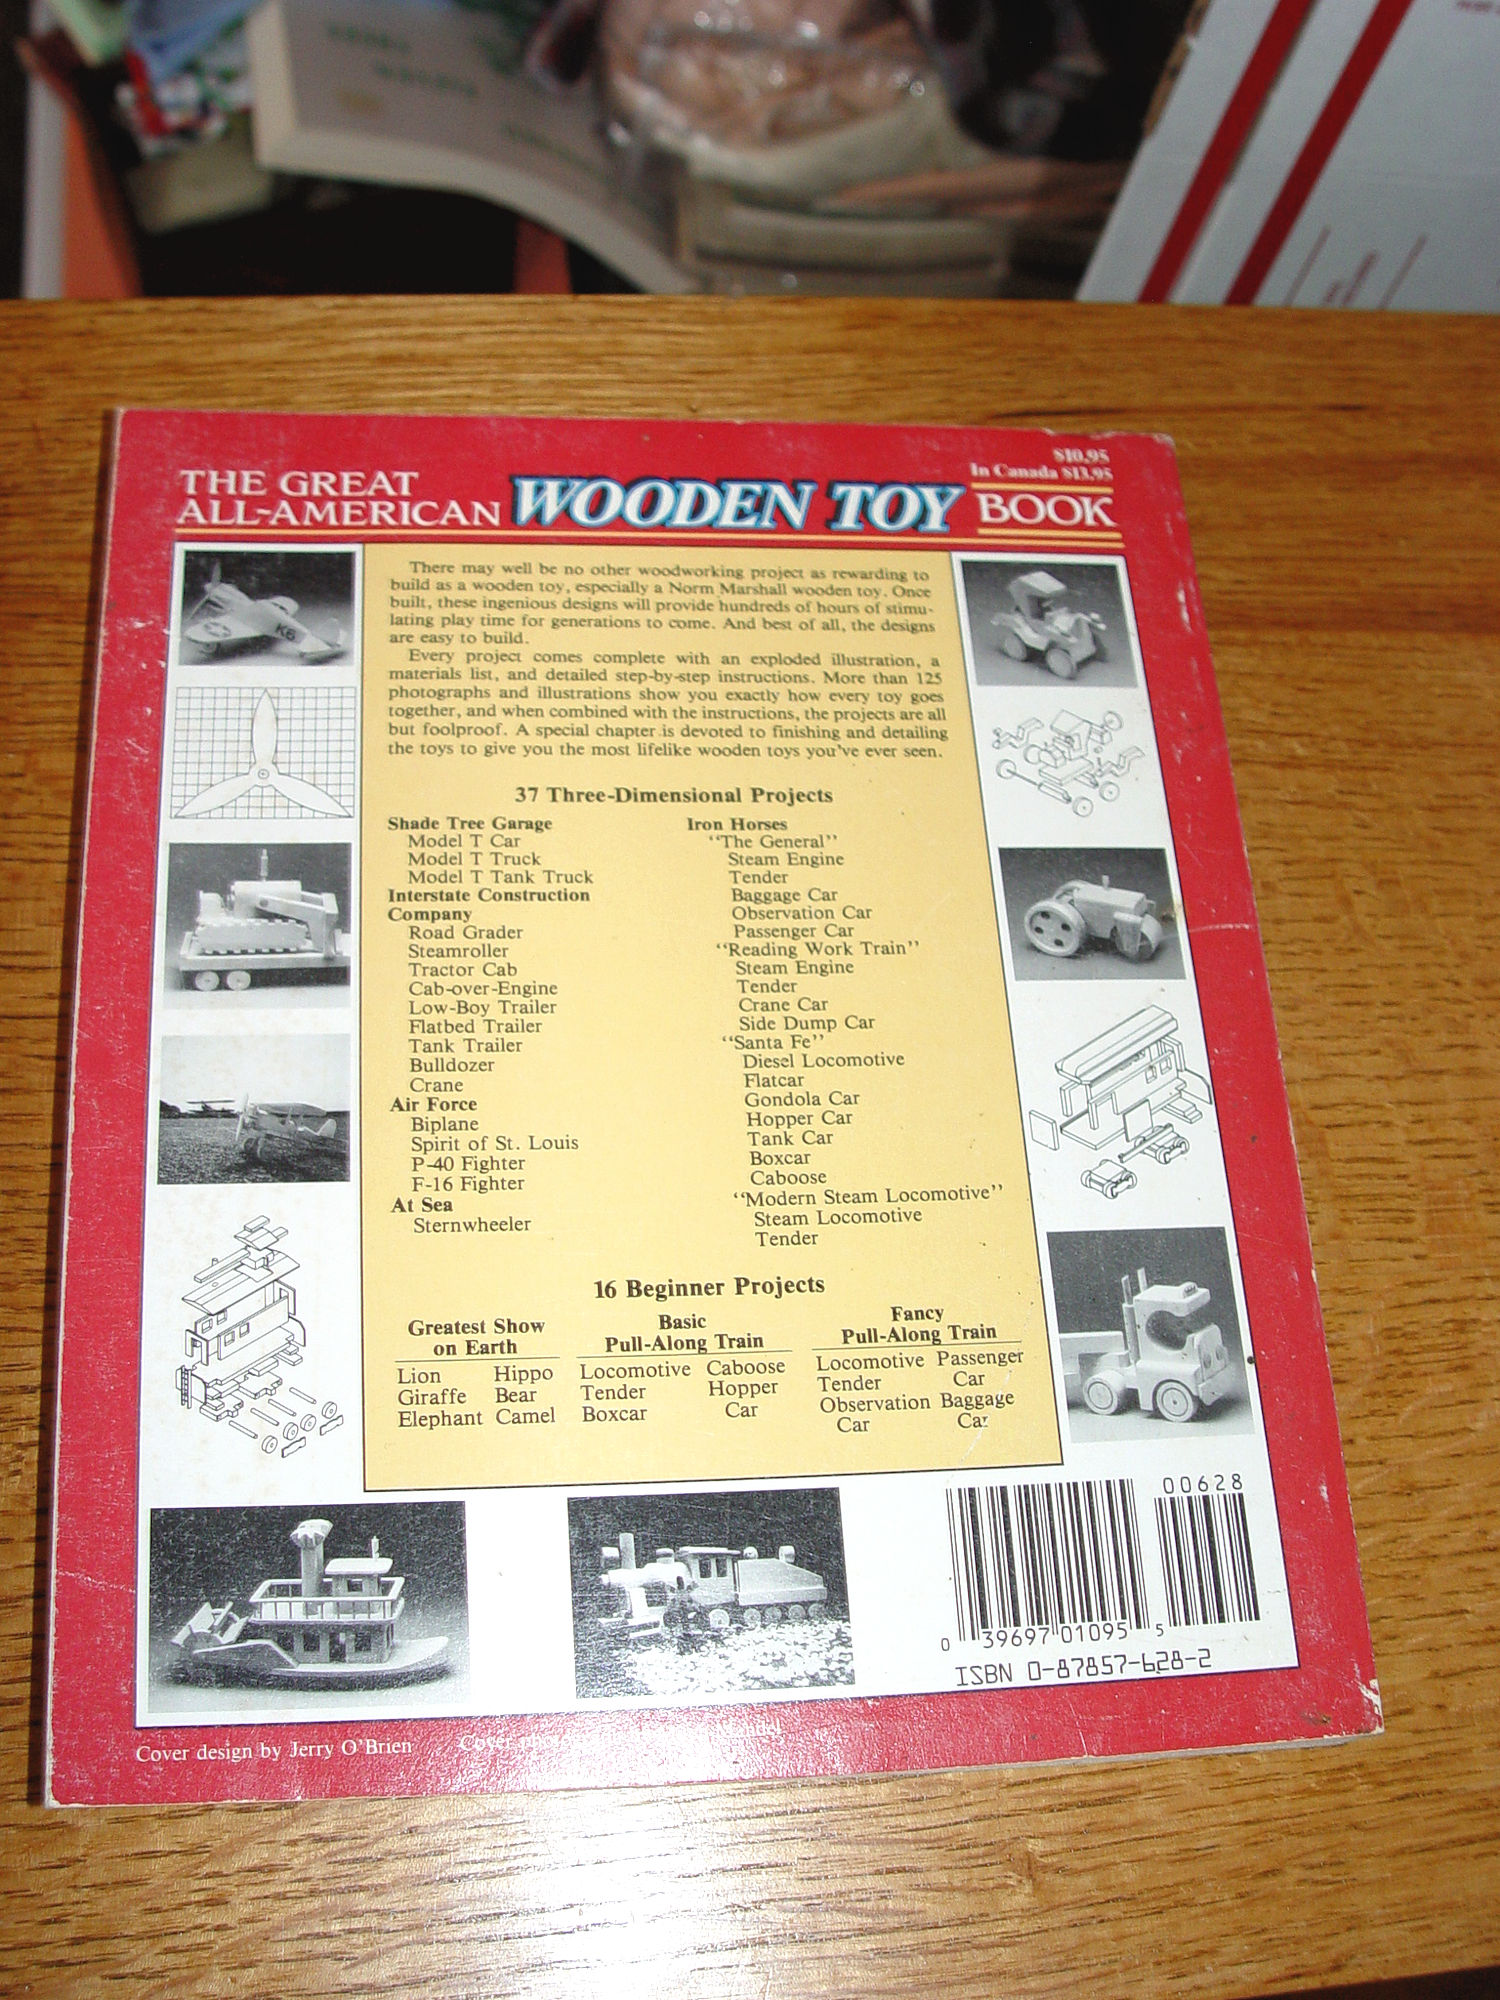 $10.95
In Canada $13.95
THE GREAT
ALL-AMERICAN WOODEN TOY BOOK
There may well be no other woodworking project as rewarding to
build as a wooden toy, especially a Norm Marshall wooden toy. Once
built, these ingenious designs will provide hundreds of hours of stimu-
lating play time for generations to come. And best of all, the designs
are easy to build.
Every project comes complete with an exploded illustration, a
materials list, and detailed step-by-step instructions. More than 125
photographs and illustrations show you exactly how every toy goes
together, and when combined with the instructions, the projects are all
but foolproof. A special chapter is devoted to finishing and detailing
the toys to give you the most lifelike wooden toys you've ever seen.
37 Three-Dimensional Projects
Shade Tree Garage
Model T Car
Model T Truck
Model T Tank Truck
Interstate Construction
Company
Road Grader
Steamroller
Tractor Cab
Cab-over-Engine
Low-Boy Trailer
Flatbed Trailer
Tank Trailer
Bulldozer
Crane
Air Force
Biplane
Spirit of St. Louis
P-40 Fighter
F-16 Fighter
At Sea
Sternwheeler
Iron Horses
"The General"
Steam Engine
Tender
Baggage Car
Observation Car
Passenger Car
"Reading Work Train"
Steam Engine
Tender
Crane Car
Side Dump Car
"Santa Fe"
Diesel Locomotive
Flatcar
Gondola Car
Hopper Car
Tank Car
Boxcar
Caboose
"Modern Steam Locomotive"
Steam Locomotive
Tender
16 Beginner Projects
Greatest Show
on Earth
Lion Hippo
Giraffe Bear
Elephant Camel
Basic
Pull-Along Train
Locomotive Caboose
Tender Hopper
Boxcar Car
Fancy
Pull-Along Train
Locomotive Passenger
Tender Car
Observation Baggage
Car Car
K6
00628
0 39697 01095 5
ISBN 0-87857-628-2
Cover design by Jerry O'Brien Cover